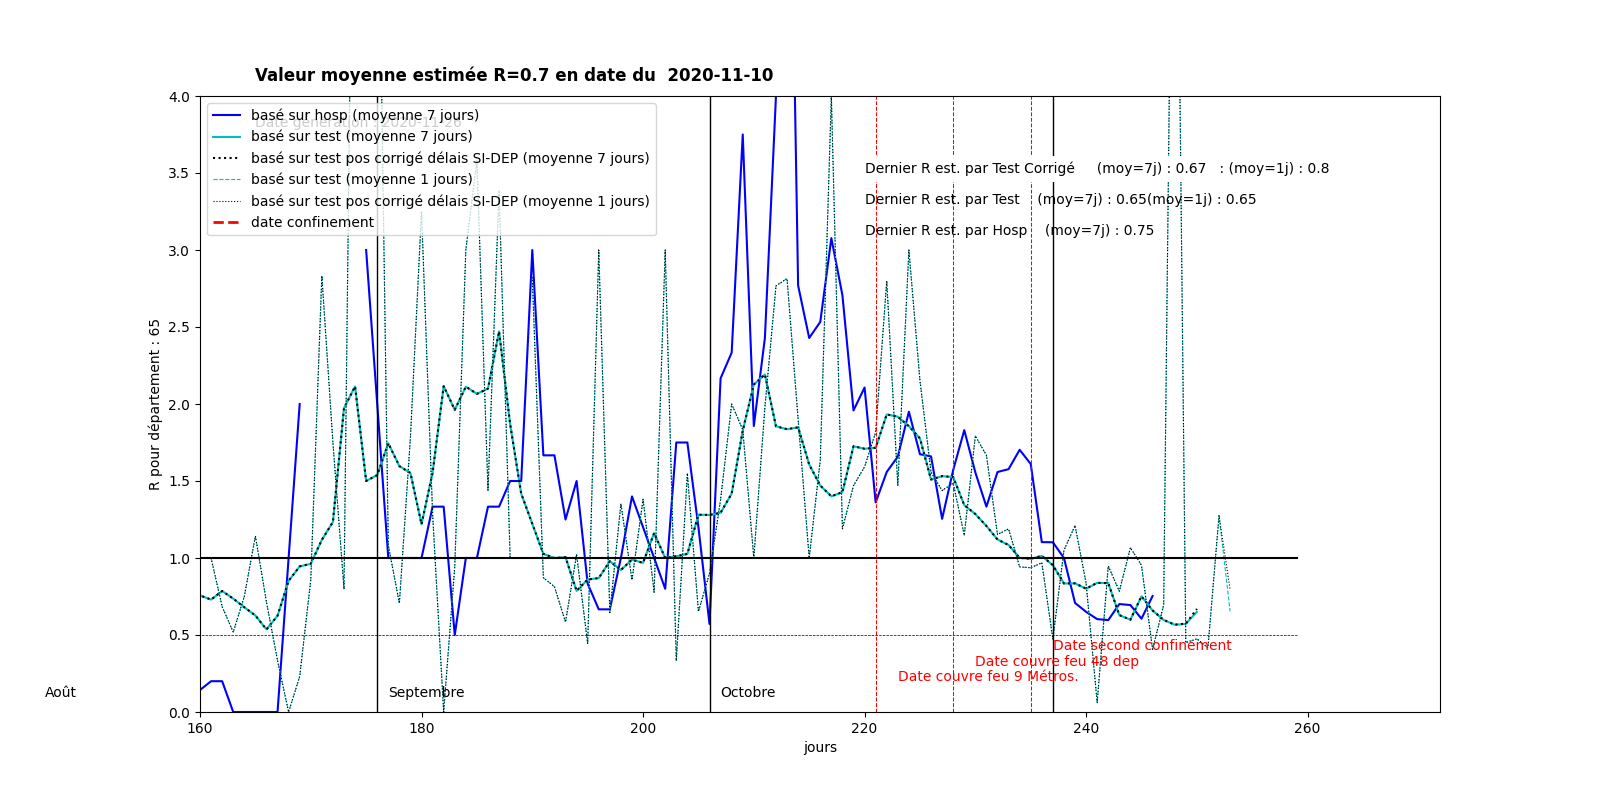 Valeur moyenne estimée R=0.7 en date du  2020-11-10
4.0
3.5
3.0
2.5
2.0
1.5
1.0
0.5
0.0
R pour département : 65
basé sur hosp (moyenne 7 jours)
Date génération : 2020-11-26
basé sur test (moyenne 7 jours)
basé sur test pos corrigé délais SI-DEP (moyenne 7 jours)
basé sur test (moyenne 1 jours)
basé sur test pos corrigé délais SI-DEP (moyenne 1 jours)
date confinement
Dernier R est. par Test Corrigé     (moy=7j) : 0.67   : (moy=1j) : 0.8
Dernier R est. par Test    (moy=7j) : 0.65(moy=1j) : 0.65
Dernier R est. par Hosp    (moy=7j) : 0.75
Date second confinement
Date couvre feu 48 dep
Date couvre feu 9 Métros.
Août
Septembre
Octobre
160
180
200
220
240
260
jours